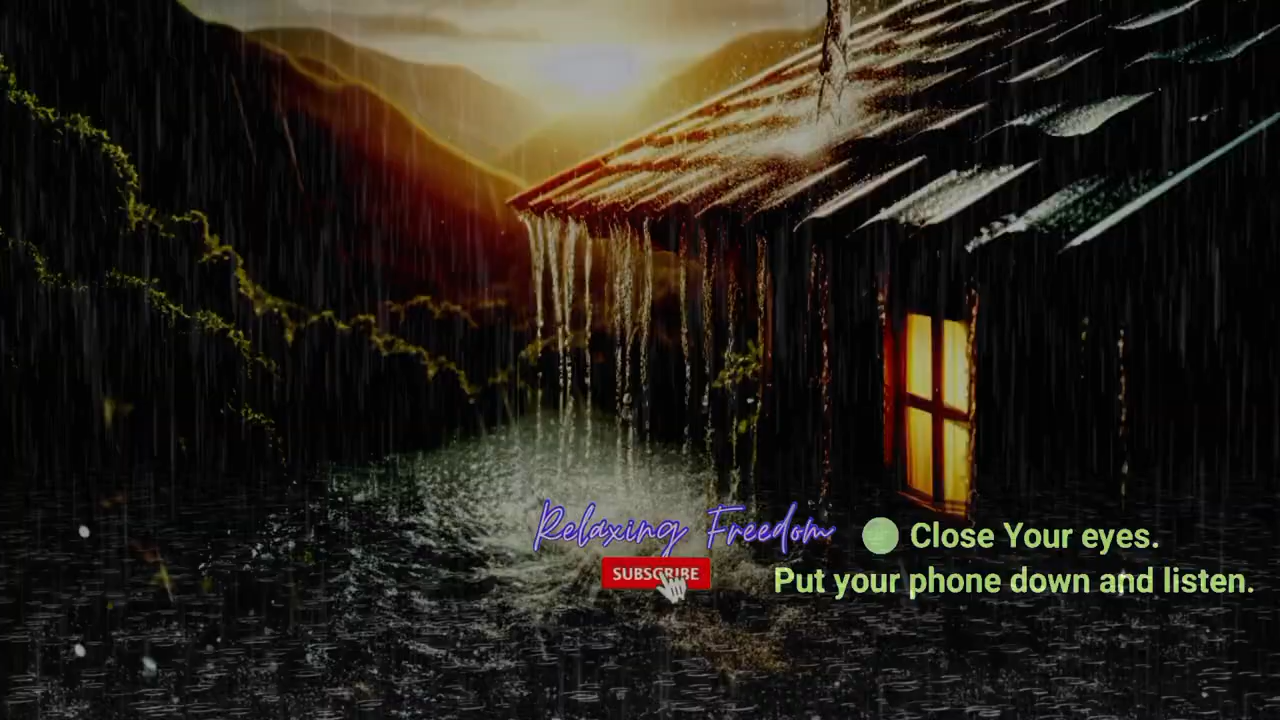 Relaxing Freedom
SUBSCRIBE
Close Your eyes.
Put your phone down and listen.